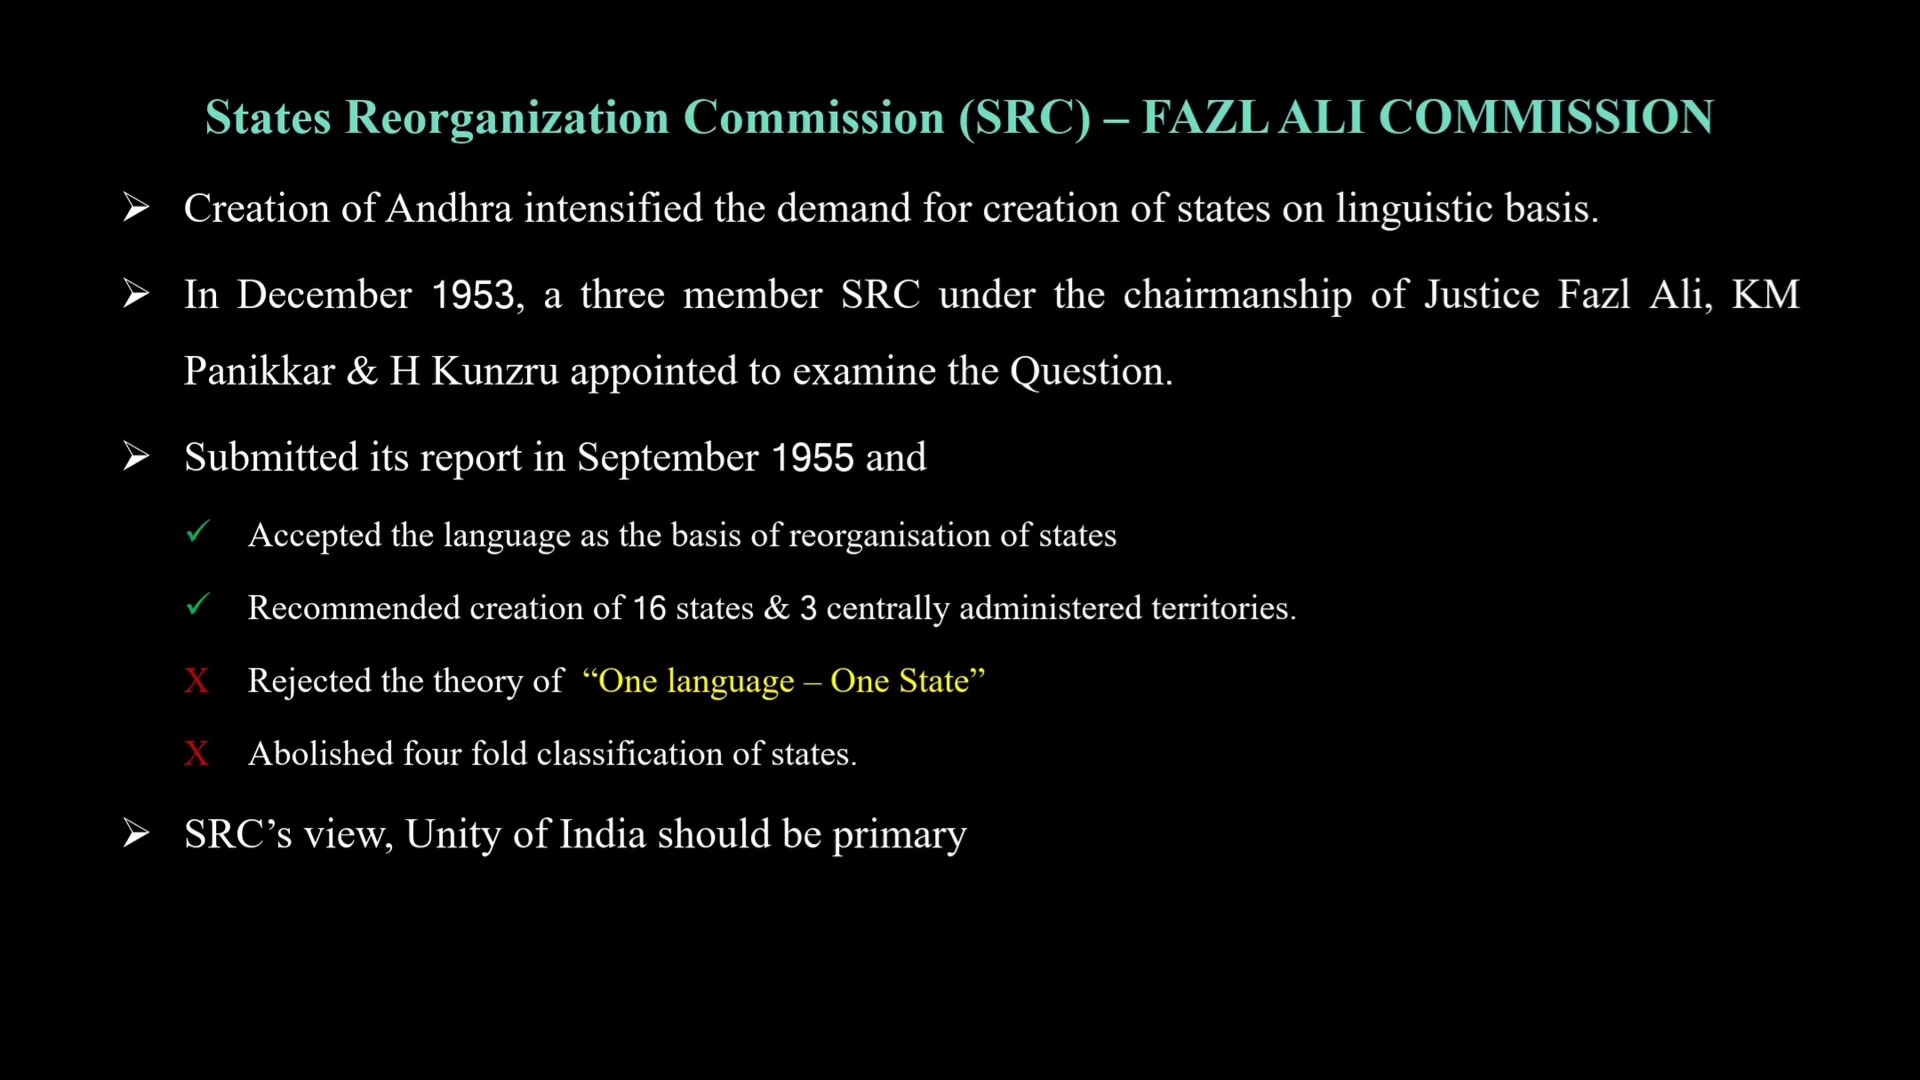 States Reorganization Commission (SRC) – FAZL ALI COMMISSION
➢ Creation of Andhra intensified the demand for creation of states on linguistic basis.
➢ In December 1953, a three member SRC under the chairmanship of Justice Fazl Ali, KM
Panikkar & H Kunzru appointed to examine the Question.
➢ Submitted its report in September 1955 and
✓ Accepted the language as the basis of reorganisation of states
✓ Recommended creation of 16 states & 3 centrally administered territories.
X Rejected the theory of “One language – One State”
X Abolished four fold classification of states.
➢ SRC’s view, Unity of India should be primary